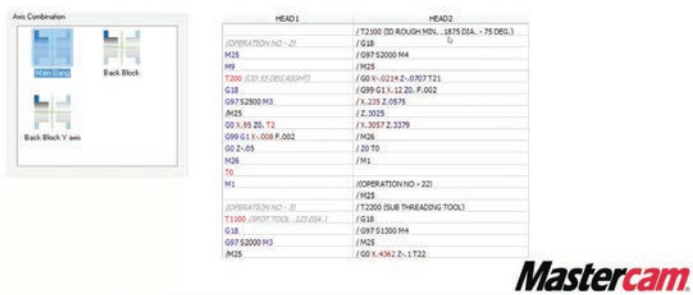 Axis Combination
Main Gang
Back Block
Back Block Y axis
HEAD1
HEAD2
/ T2100 (ID ROUGH MIN. .1875 DIA. - 75 DEG.)
(OPERATION NO - 2)
/ G18
M25
/ G97 S2000 M4
M9
/ M25
T200 (OD 55 DEG RIGHT)
/ G0 X-.0214 Z-.0707 T21
G18
/ G99 G1 X-.12 Z0. F.002
G97 S2500 M3
/ X.235 Z.0575
/M25
/ Z.3025
G0 X.95 Z0. T2
/ X.3057 Z.3379
G99 G1 X-.008 F.002
/ M26
G0 Z-.05
/ Z0 T0
M26
/ M1
T0
M1
/(OPERATION NO - 22)
/ M25
(OPERATION NO - 3)
/ T2200 (SUB THREADING TOOL)
T1100 (SPOT TOOL .125 DIA.)
/ G18
G18
/ G97 S1300 M4
G97 S2000 M3
/ M25
/M25
/ G0 X.4362 Z-.1 T22
Mastercam